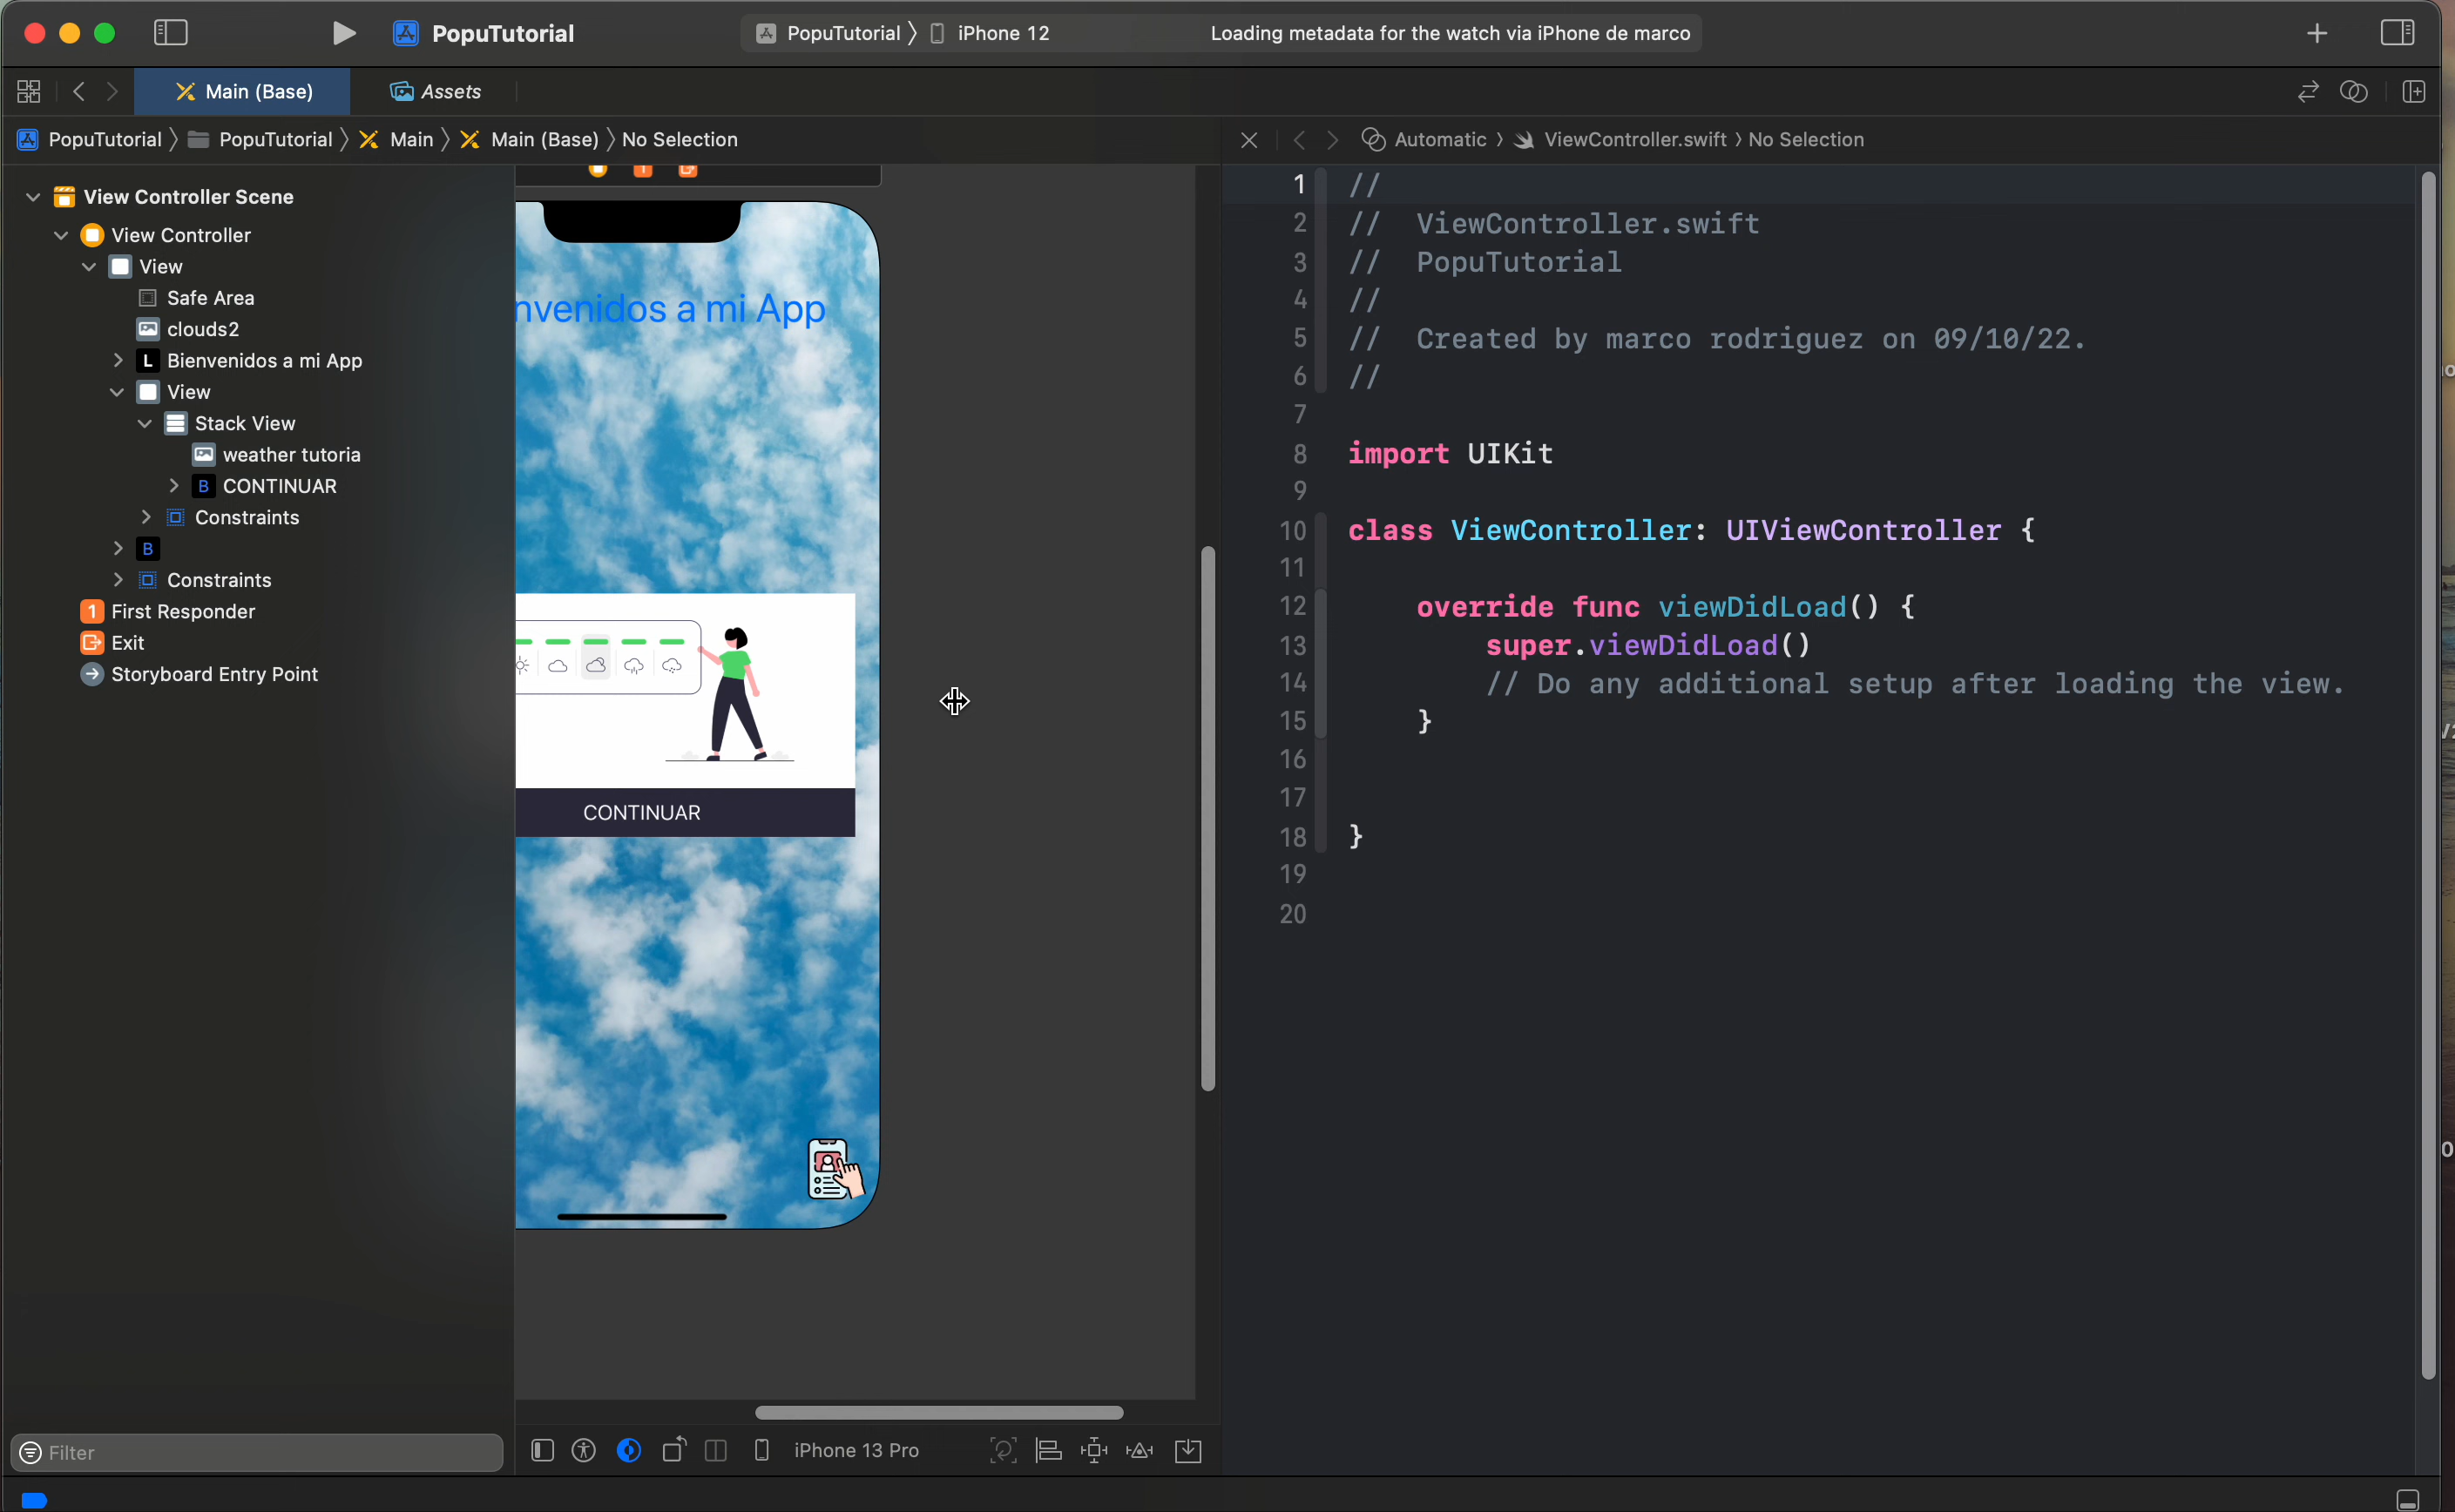 PopuTutorial
PopuTutorial
iPhone 12
Loading metadata for the watch via iPhone de marco
Main (Base)
Assets
PopuTutorial
PopuTutorial
Main
Main (Base)
No Selection
Automatic
ViewController.swift
No Selection
View Controller Scene
View Controller
View
Safe Area
clouds2
L Bienvenidos a mi App
View
Stack View
weather tutoria
B CONTINUAR
Constraints
B
Constraints
1 First Responder
Exit
Storyboard Entry Point
Filter
nvenidos a mi App
CONTINUAR
iPhone 13 Pro
1 //
2 //  ViewController.swift
3 //  PopuTutorial
4 //
5 //  Created by marco rodriguez on 09/10/22.
6 //
7
8 import UIKit
9
10 class ViewController: UIViewController {
11
12     override func viewDidLoad() {
13         super.viewDidLoad()
14         // Do any additional setup after loading the view.
15     }
16
17
18 }
19
20